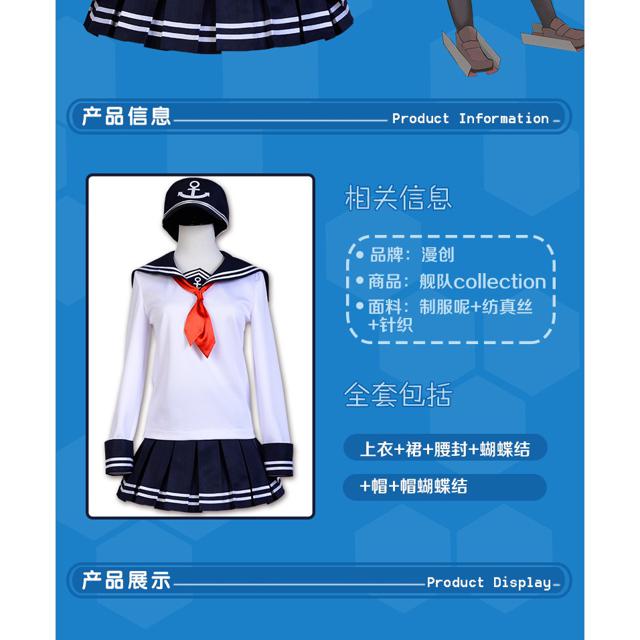 产品信息
Product Information
相关信息
品牌：漫创
商品：舰队collection
面料：制服呢+纺真丝
+针织
全套包括
上衣+裙+腰封+蝴蝶结
+帽+帽蝴蝶结
产品展示
Product Display